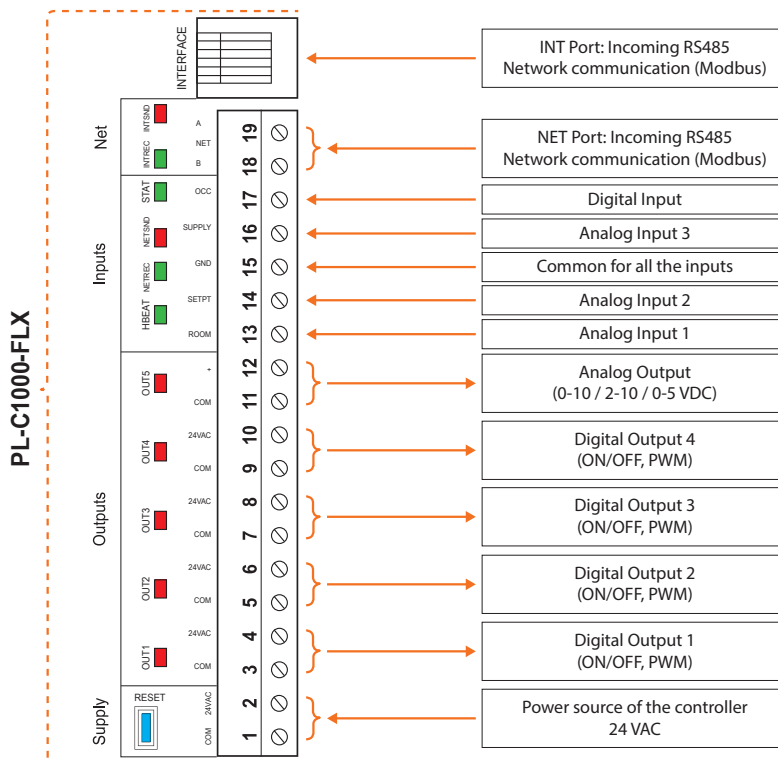 PL-C1000-FLX
INTERFACE
INT Port: Incoming RS485
Network communication (Modbus)
Net
INTSND
INTREC
A
NET
B
19
18
NET Port: Incoming RS485
Network communication (Modbus)
Inputs
STAT
OCC
17
Digital Input
NETSND
SUPPLY
16
Analog Input 3
NETREC
GND
15
Common for all the inputs
HBEAT
SETPT
14
Analog Input 2
ROOM
13
Analog Input 1
Outputs
OUT5
+
COM
12
11
Analog Output
(0-10 / 2-10 / 0-5 VDC)
OUT4
24VAC
COM
10
9
Digital Output 4
(ON/OFF, PWM)
OUT3
24VAC
COM
8
7
Digital Output 3
(ON/OFF, PWM)
OUT2
24VAC
COM
6
5
Digital Output 2
(ON/OFF, PWM)
OUT1
24VAC
COM
4
3
Digital Output 1
(ON/OFF, PWM)
Supply
RESET
24VAC
COM
2
1
Power source of the controller
24 VAC